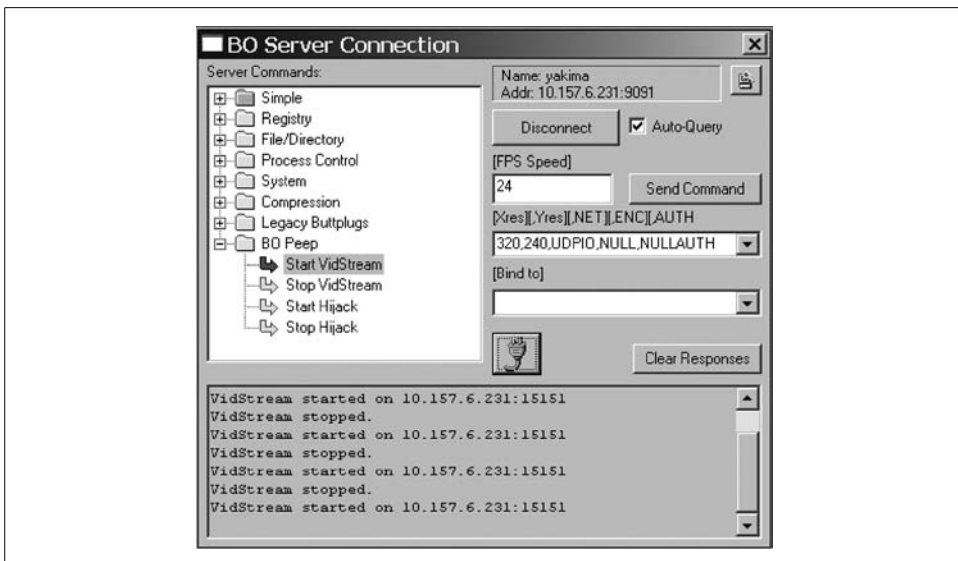 BO Server Connection
Server Commands:
Simple
Registry
File/Directory
Process Control
System
Compression
Legacy Buttplugs
BO Peep
Start VidStream
Stop VidStream
Start Hijack
Stop Hijack
Name: yakima
Addr: 10.157.6.231:9091
Disconnect
Auto-Query
[FPS Speed]
24
Send Command
[Xres][,Yres][,NET][,ENC][,AUTH
320,240,UDPIO,NULL,NULLAUTH
[Bind to]
Clear Responses
VidStream started on 10.157.6.231:15151
VidStream stopped.
VidStream started on 10.157.6.231:15151
VidStream stopped.
VidStream started on 10.157.6.231:15151
VidStream stopped.
VidStream started on 10.157.6.231:15151